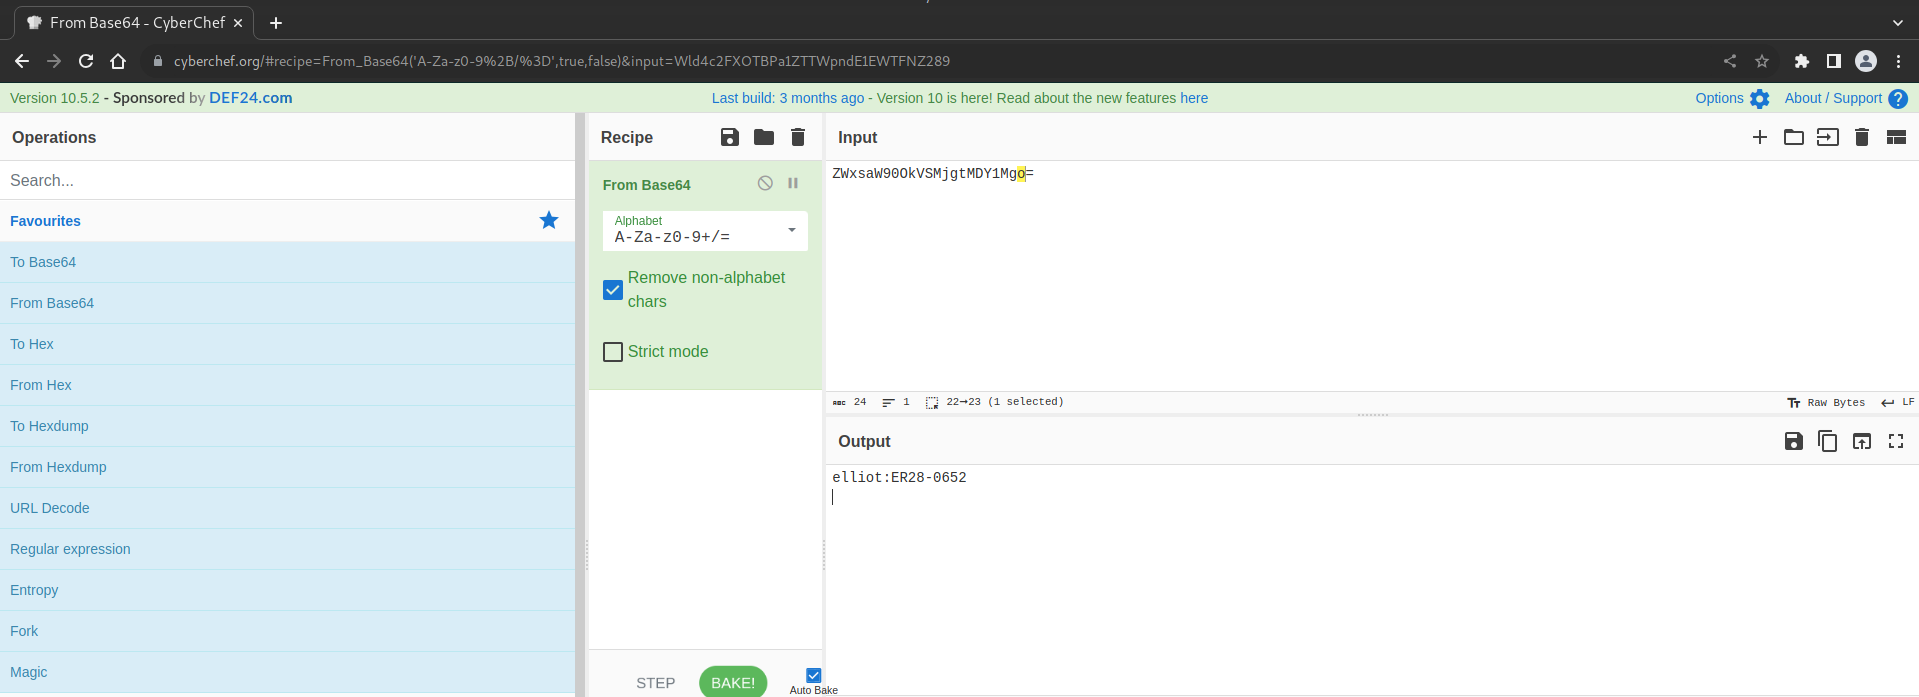 From Base64 - CyberChef
cyberchef.org/#recipe=From_Base64('A-Za-z0-9%2B/%3D',true,false)&input=Wld4c2FXOTBPa1ZTTWpndE1EWTFNZ289
Version 10.5.2 - Sponsored by DEF24.com
Last build: 3 months ago - Version 10 is here! Read about the new features here
Options
About / Support
Operations
Search...
Favourites
To Base64
From Base64
To Hex
From Hex
To Hexdump
From Hexdump
URL Decode
Regular expression
Entropy
Fork
Magic
Recipe
From Base64
Alphabet
A-Za-z0-9+/=
Remove non-alphabet
chars
Strict mode
STEP
BAKE!
Auto Bake
Input
ZWxsaW90OkVSMjgtMDY1Mgo=
ABC 24 1 22→23 (1 selected)
Raw Bytes LF
Output
elliot:ER28-0652